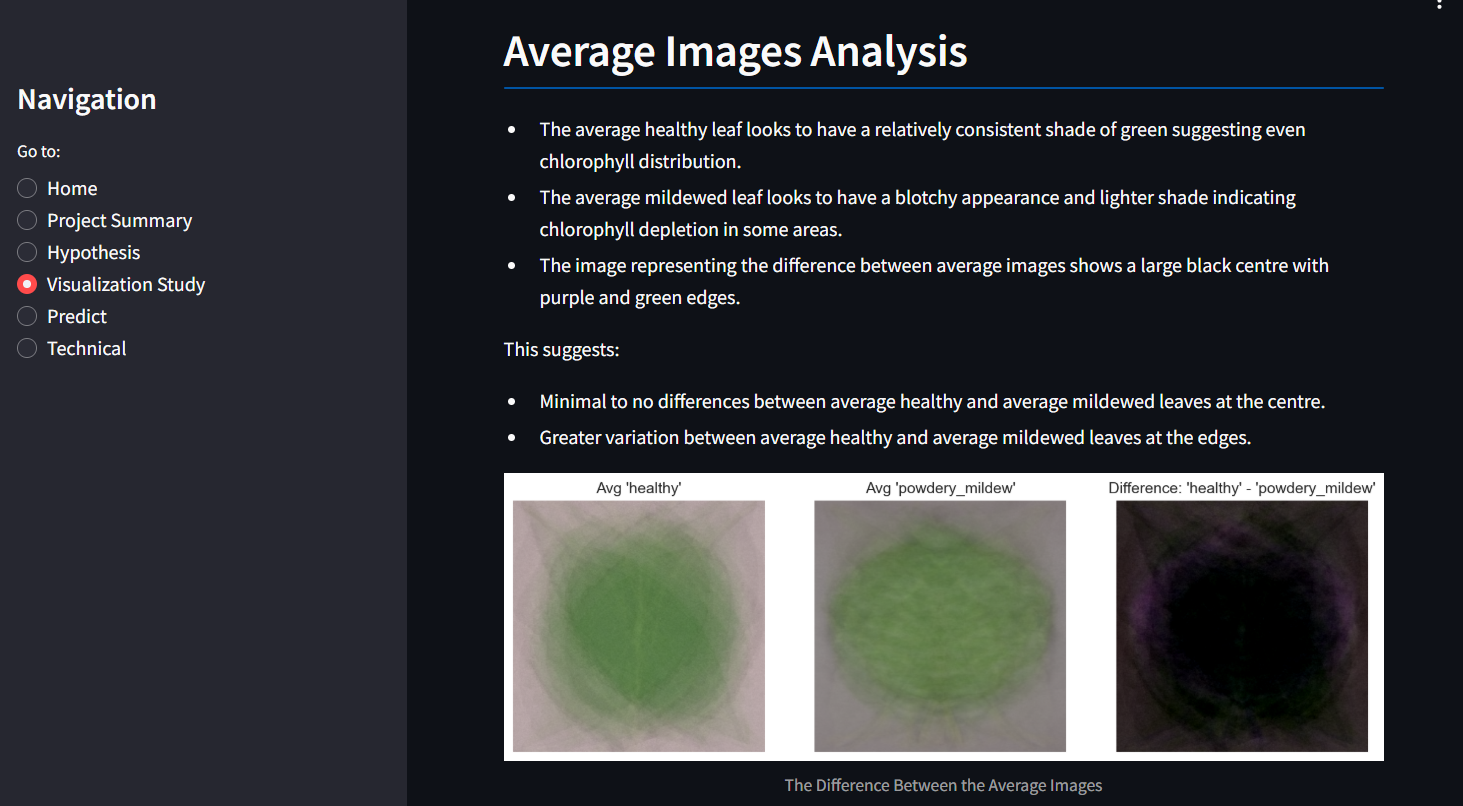 Navigation
Go to:
Home
Project Summary
Hypothesis
Visualization Study
Predict
Technical
Average Images Analysis
The average healthy leaf looks to have a relatively consistent shade of green suggesting even
chlorophyll distribution.
The average mildewed leaf looks to have a blotchy appearance and lighter shade indicating
chlorophyll depletion in some areas.
The image representing the difference between average images shows a large black centre with
purple and green edges.
This suggests:
Minimal to no differences between average healthy and average mildewed leaves at the centre.
Greater variation between average healthy and average mildewed leaves at the edges.
Avg 'healthy'
Avg 'powdery_mildew'
Difference: 'healthy' - 'powdery_mildew'
The Difference Between the Average Images